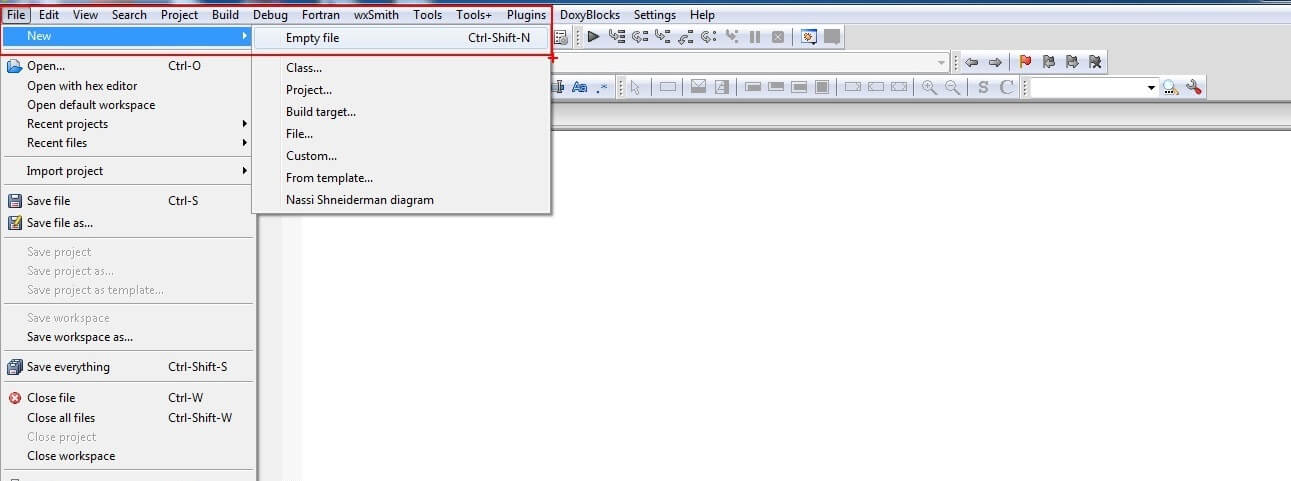 File Edit View Search Project Build Debug Fortran wxSmith Tools Tools+ Plugins DoxyBlocks Settings Help
New
Empty file Ctrl-Shift-N
Class...
Project...
Build target...
File...
Custom...
From template...
Nassi Shneiderman diagram
Open... Ctrl-O
Open with hex editor
Open default workspace
Recent projects
Recent files
Import project
Save file Ctrl-S
Save file as...
Save project
Save project as...
Save project as template...
Save workspace
Save workspace as...
Save everything Ctrl-Shift-S
Close file Ctrl-W
Close all files Ctrl-Shift-W
Close project
Close workspace
Aa .*
S C